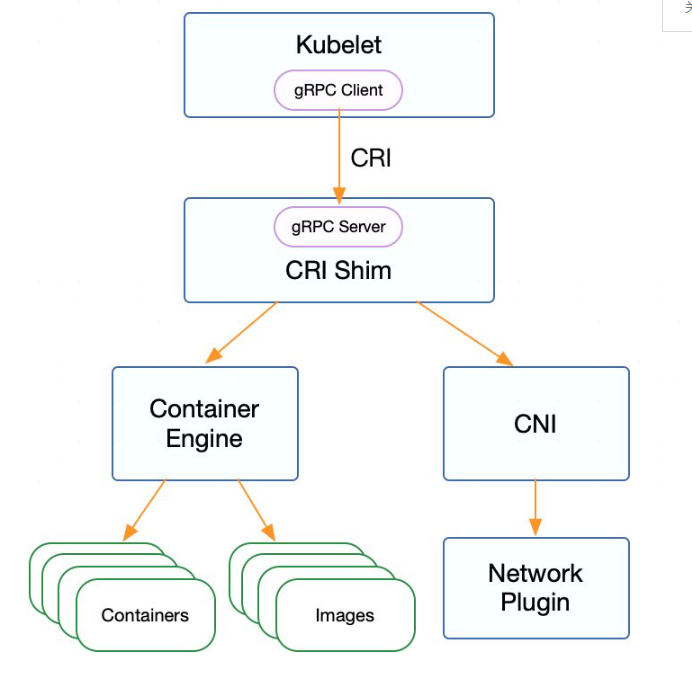 Kubelet
gRPC Client
CRI
gRPC Server
CRI Shim
Container
Engine
CNI
Containers
Images
Network
Plugin